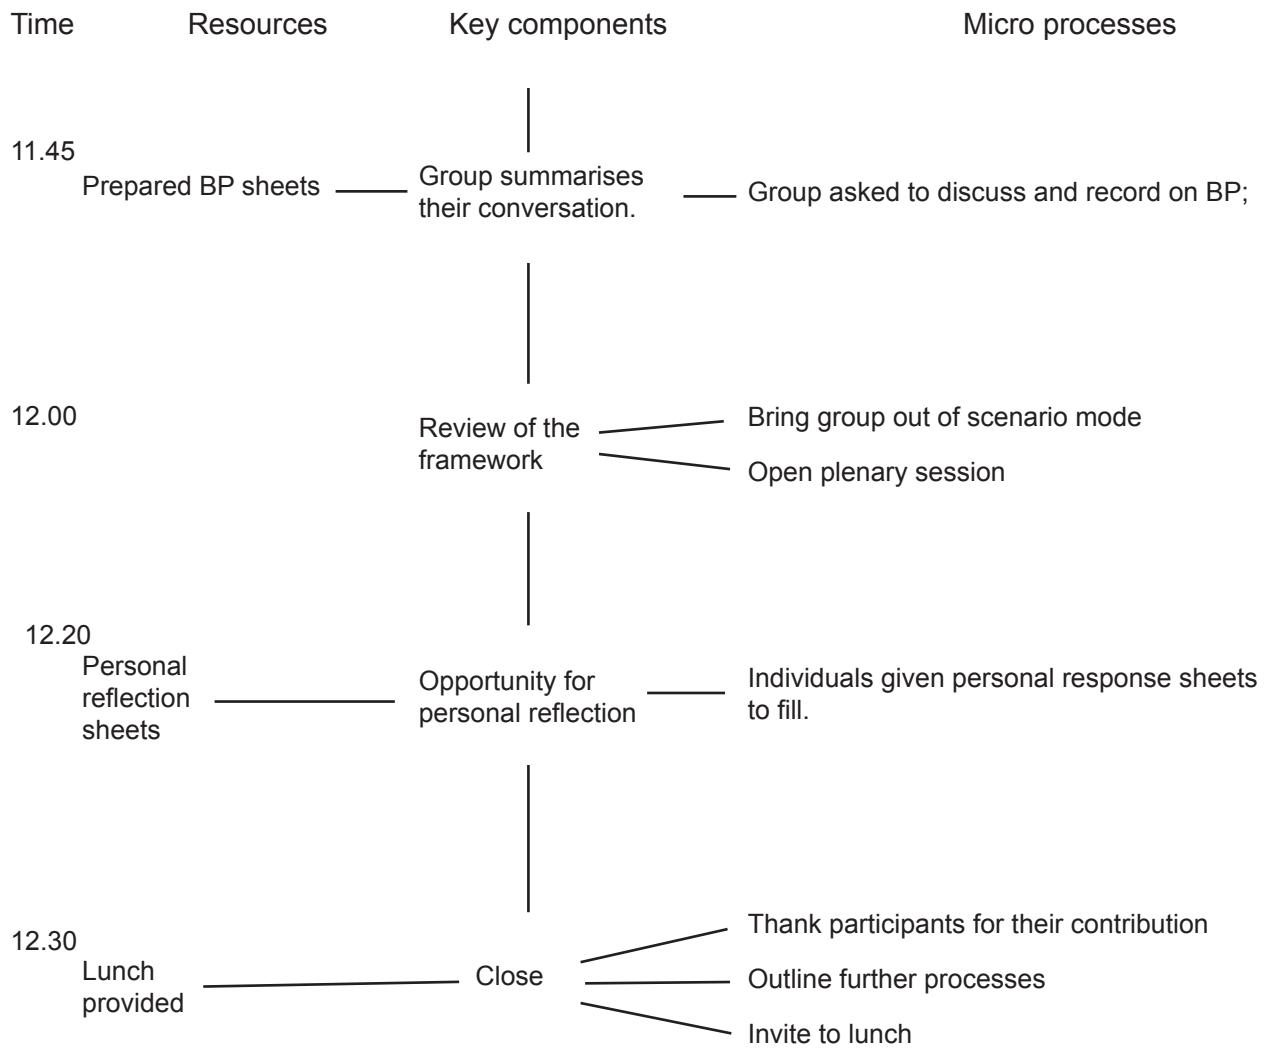 Time Resources Key components Micro processes
11.45
Prepared BP sheets
Group summarises
their conversation.
Group asked to discuss and record on BP;
12.00
Review of the
framework
Bring group out of scenario mode
Open plenary session
12.20
Personal
reflection
sheets
Opportunity for
personal reflection
Individuals given personal response sheets
to fill.
12.30
Lunch
provided
Close
Thank participants for their contribution
Outline further processes
Invite to lunch